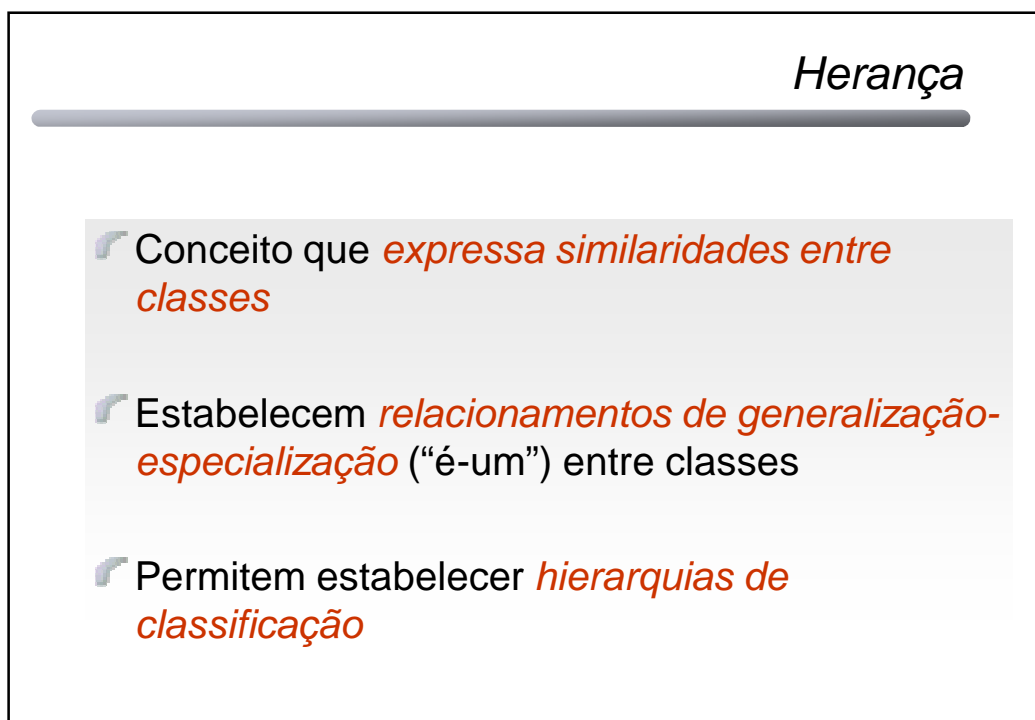 Herança
Conceito que expressa similaridades entre
classes
Estabelecem relacionamentos de generalização-
especialização (“é-um”) entre classes
Permitem estabelecer hierarquias de
classificação